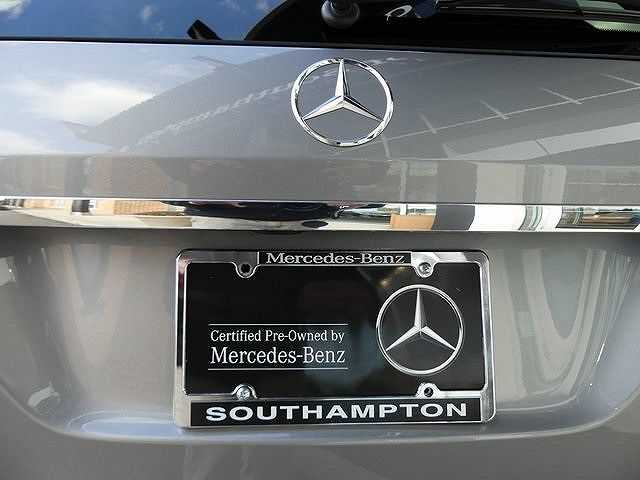 Mercedes-Benz
Certified Pre-Owned by
Mercedes-Benz
SOUTHAMPTON